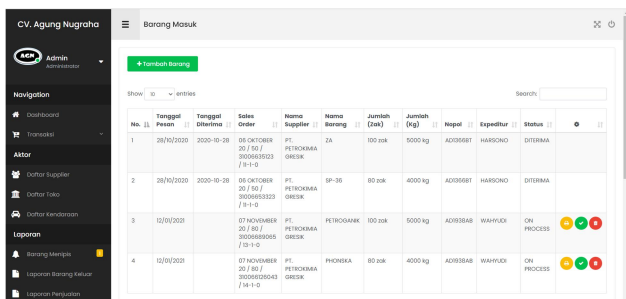 CV. Agung Nugraha
Barang Masuk
AGN
Admin
Administrator
Navigation
Dashboard
Transaksi
Aktor
Daftar Supplier
Daftar Toko
Daftar Kendaraan
Laporan
Barang Menipis
Laporan Barang Keluar
Laporan Penjualan
+Tambah Barang
Show 10 entries
Search:
No. Tanggal Pesan Tanggal Diterima Sales Order Nama Suppiler Nama Barang Jumlah (Zak) Jumlah (Kg) Nopol Expeditur Status
1 28/10/2020 2020-10-28 06 OKTOBER PT. ZA 100 zak 5000 kg AD1366BT HARSONO DITERIMA
20 / 50 / PETROKIMIA
31006635123 GRESIK
/ 11-1-0
2 28/10/2020 2020-10-28 06 OKTOBER PT. SP-36 80 zak 4000 kg AD1366BT HARSONO DITERIMA
20 / 50 / PETROKIMIA
31006653323 GRESIK
/ 11-1-0
3 12/01/2021 07 NOVEMBER PT. PETROGANIK 100 zak 5000 kg AD1938AB WAHYUDI ON
20 / 80 / PETROKIMIA PROCESS
31006689065 GRESIK
/ 13-1-0
4 12/01/2021 07 NOVEMBER PT. PHONSKA 80 zak 4000 kg AD1938AB WAHYUDI ON
20 / 80 / PETROKIMIA PROCESS
310066126043 GRESIK
/ 14-1-0